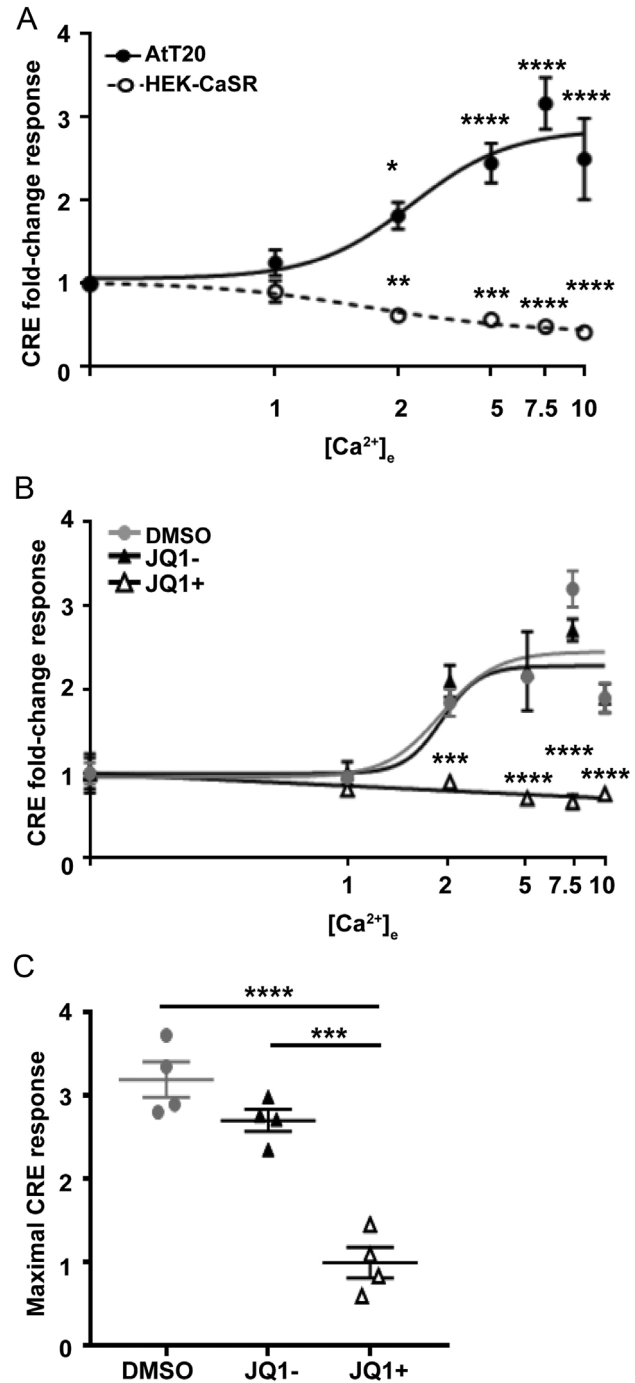 A
4
AtT20
HEK-CaSR
****
****
****
3
*
2
**
***
****
****
1
0
CRE fold-change response
1 2 5 7.5 10
[Ca²⁺]ₑ
B
4
DMSO
JQ1-
JQ1+
3
2
***
****
****
****
1
0
CRE fold-change response
1 2 5 7.5 10
[Ca²⁺]ₑ
C
****
***
4
3
2
1
0
Maximal CRE response
DMSO JQ1- JQ1+